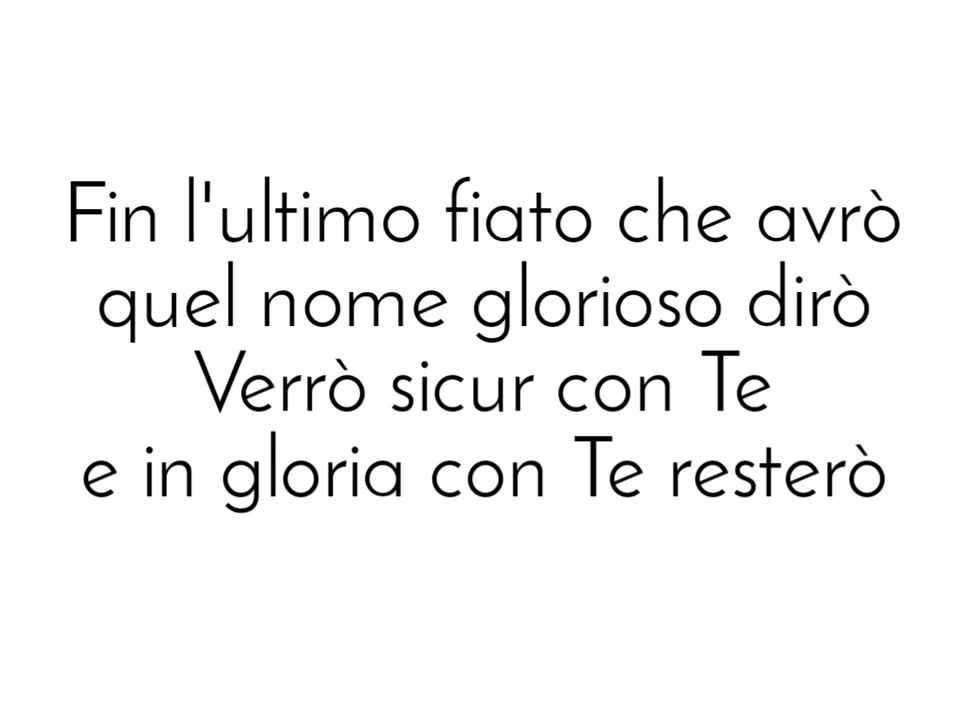 Fin l'ultimo fiato che avrò
quel nome glorioso dirò
Verrò sicur con Te
e in gloria con Te resterò